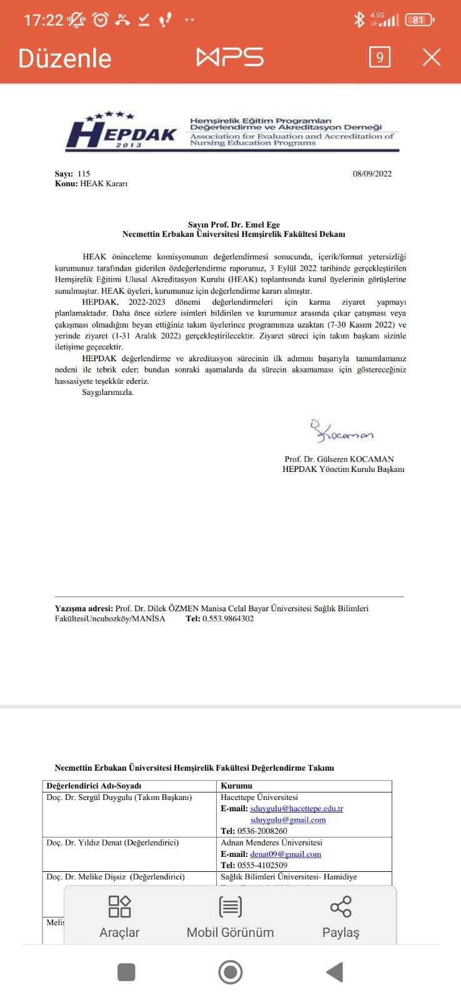 17:22
4.5G
81
Düzenle
WPS
9
HEPDAK
2013
Hemşirelik Eğitim Programları
Değerlendirme ve Akreditasyon Derneği
Association for Evaluation and Accreditation of
Nursing Education Programs
Sayı: 115 08/09/2022
Konu: HEAK Kararı
Sayın Prof. Dr. Emel Ege
Necmettin Erbakan Üniversitesi Hemşirelik Fakültesi Dekanı
HEAK öninceleme komisyonunun değerlendirmesi sonucunda, içerik/format yetersizliği
kurumunuz tarafından giderilen özdeğerlendirme raporunuz, 3 Eylül 2022 tarihinde gerçekleştirilen
Hemşirelik Eğitimi Ulusal Akreditasyon Kurulu (HEAK) toplantısında kurul üyelerinin görüşlerine
sunulmuştur. HEAK üyeleri, kurumunuz için değerlendirme kararı almıştır.
HEPDAK, 2022-2023 dönemi değerlendirmeleri için karma ziyaret yapmayı
planlamaktadır. Daha önce sizlere isimleri bildirilen ve kurumunuz arasında çıkar çatışması veya
çakışması olmadığını beyan ettiğiniz takım üyelerince programınıza uzaktan (7-30 Kasım 2022) ve
yerinde ziyaret (1-31 Aralık 2022) gerçekleştirilecektir. Ziyaret süreci için takım başkanı sizinle
iletişime geçecektir.
HEPDAK değerlendirme ve akreditasyon sürecinin ilk adımını başarıyla tamamlamanız
nedeni ile tebrik eder; bundan sonraki aşamalarda da sürecin aksamaması için göstereceğiniz
hassasiyete teşekkür ederiz.
Saygılarımızla.
Kocaman
Prof. Dr. Gülseren KOCAMAN
HEPDAK Yönetim Kurulu Başkanı
Yazışma adresi: Prof. Dr. Dilek ÖZMEN Manisa Celal Bayar Üniversitesi Sağlık Bilimleri
FakültesiUncubozköy/MANİSA Tel: 0.553.9864302
Necmettin Erbakan Üniversitesi Hemşirelik Fakültesi Değerlendirme Takımı
Değerlendirici Adı-Soyadı Kurumu
Doç. Dr. Sergül Duygulu (Takım Başkanı) Hacettepe Üniversitesi
E-mail: sduygulu@hacettepe.edu.tr
sduygulu@gmail.com
Tel: 0536-2008260
Doç. Dr. Yıldız Denat (Değerlendirici) Adnan Menderes Üniversitesi
E-mail: denat09@gmail.com
Tel: 0555-4102509
Doç. Dr. Melike Dişsiz (Değerlendirici) Sağlık Bilimleri Üniversitesi- Hamidiye
Araçlar
Mobil Görünüm
Paylaş